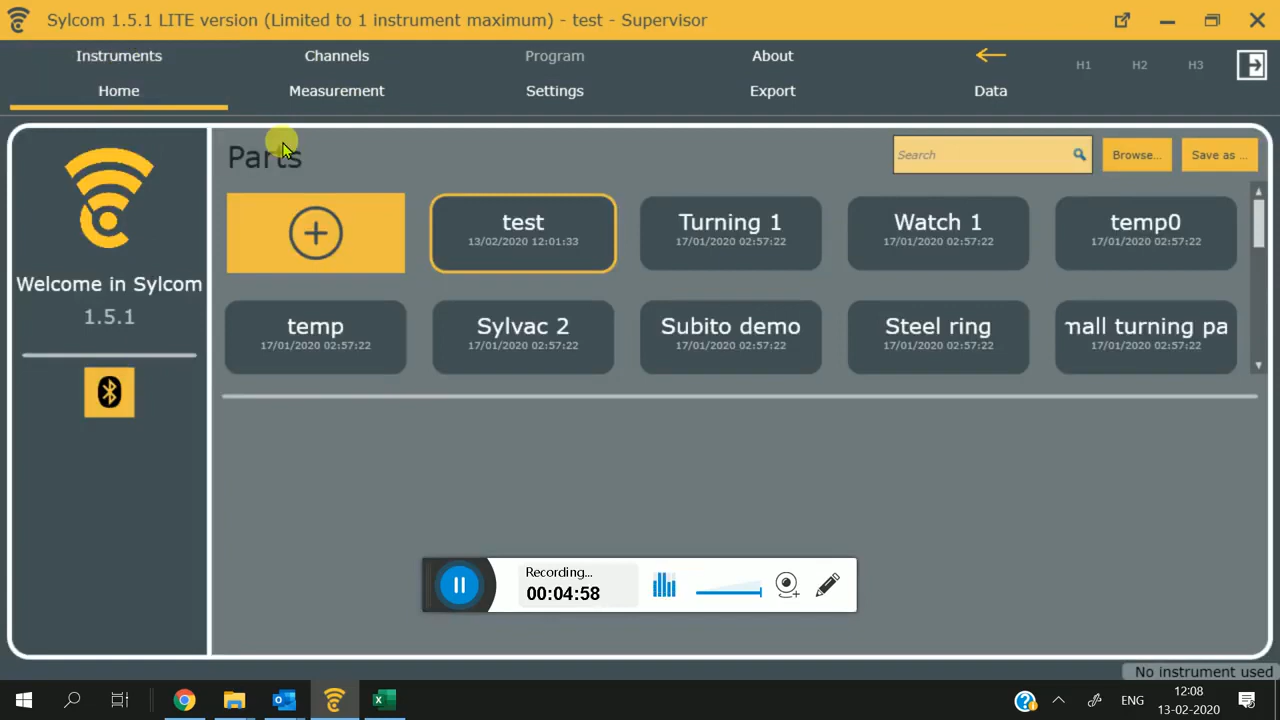 Sylcom 1.5.1 LITE version (Limited to 1 instrument maximum) - test - Supervisor
Instruments
Channels
Program
About
H1
H2
H3
Home
Measurement
Settings
Export
Data
Parts
Search
Browse...
Save as ...
test
13/02/2020 12:01:33
Turning 1
17/01/2020 02:57:22
Watch 1
17/01/2020 02:57:22
temp0
17/01/2020 02:57:22
Welcome in Sylcom
1.5.1
temp
17/01/2020 02:57:22
Sylvac 2
17/01/2020 02:57:22
Subito demo
17/01/2020 02:57:22
Steel ring
17/01/2020 02:57:22
mall turning pa
17/01/2020 02:57:22
Recording...
00:04:58
No instrument used
ENG
12:08
13-02-2020